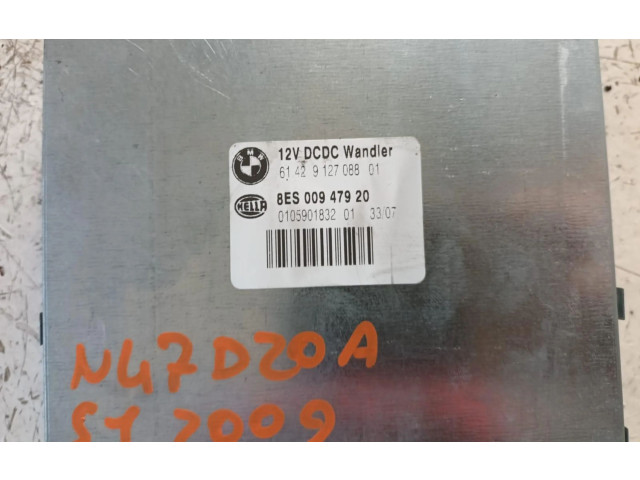 BMW
12V DCDC Wandler
61 42 9 127 088 01
HELLA
8ES 009 479 20
0105901832 01 33/07
N47D20A
2009